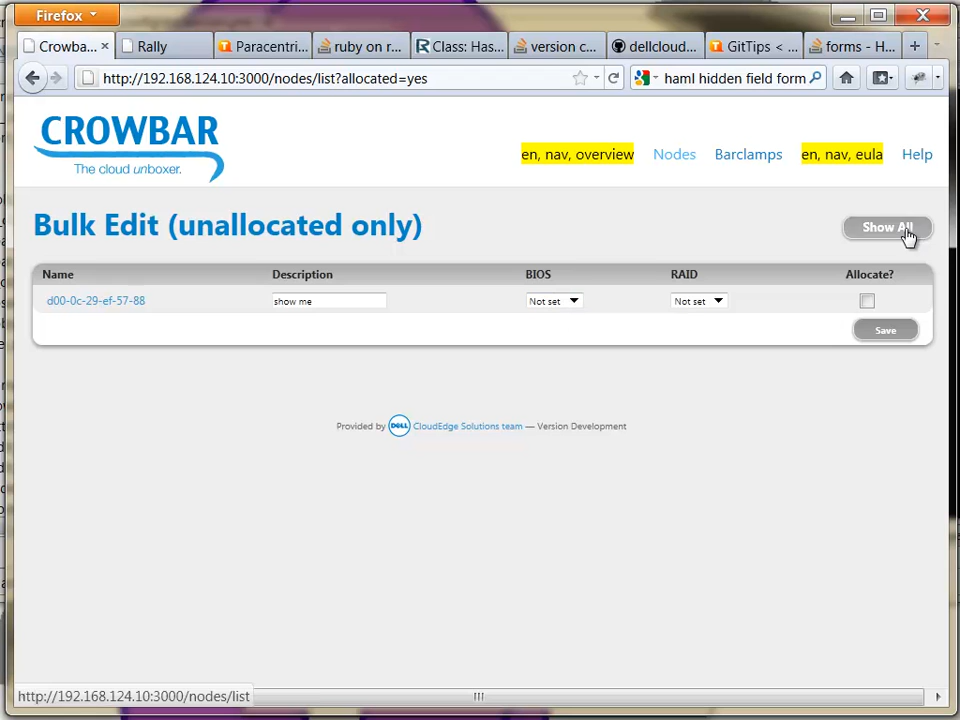 Firefox
Crowba...
Rally
Paracentri...
ruby on r...
Class: Has...
version c...
dellcloud...
GitTips < ...
forms - H...
http://192.168.124.10:3000/nodes/list?allocated=yes
haml hidden field form
CROWBAR
The cloud unboxer.
en, nav, overview
Nodes
Barclamps
en, nav, eula
Help
Bulk Edit (unallocated only)
Show All
Name Description BIOS RAID Allocate?
d00-0c-29-ef-57-88 show me Not set Not set
Save
Provided by DELL CloudEdge Solutions team — Version Development
http://192.168.124.10:3000/nodes/list